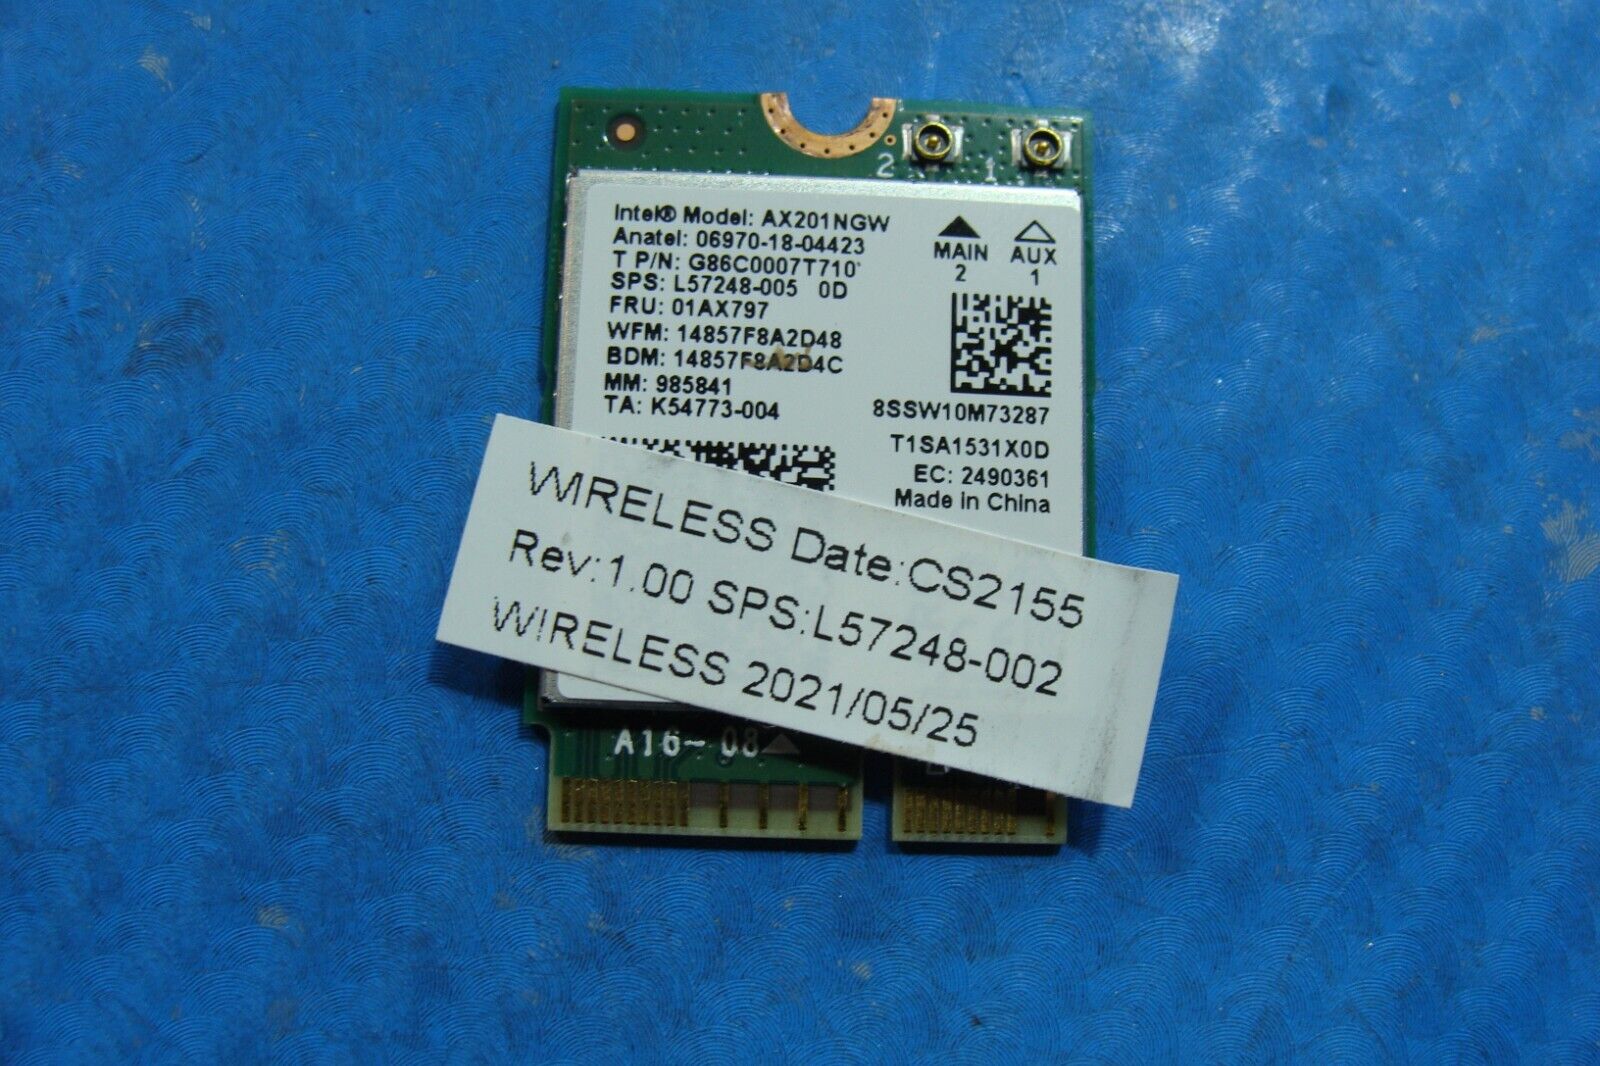 2 1
Intel® Model: AX201NGW
Anatel: 06970-18-04423
T P/N: G86C0007T710
SPS: L57248-005 0D
FRU: 01AX797
WFM: 14857F8A2D48
BDM: 14857F8A2D4C
MM: 985841
TA: K54773-004
MAIN AUX
2 1
8SSW10M73287
T1SA1531X0D
EC: 2490361
Made in China
WIRELESS Date:CS2155
Rev:1.00 SPS:L57248-002
WIRELESS 2021/05/25
A16-08